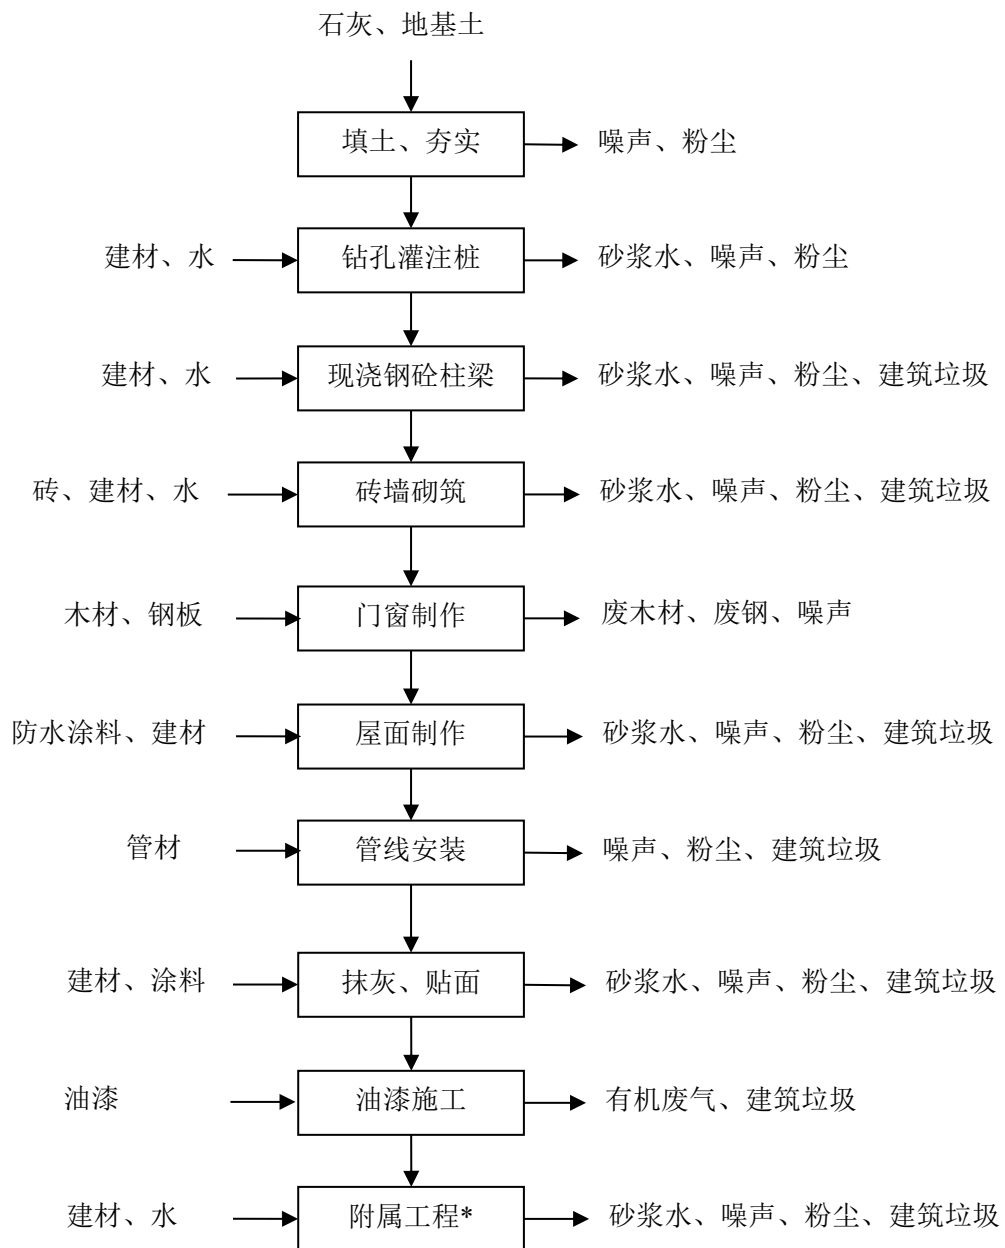 石灰、地基土
填土、夯实
噪声、粉尘
建材、水
钻孔灌注桩
砂浆水、噪声、粉尘
建材、水
现浇钢砼柱梁
砂浆水、噪声、粉尘、建筑垃圾
砖、建材、水
砖墙砌筑
砂浆水、噪声、粉尘、建筑垃圾
木材、钢板
门窗制作
废木材、废钢、噪声
防水涂料、建材
屋面制作
砂浆水、噪声、粉尘、建筑垃圾
管材
管线安装
噪声、粉尘、建筑垃圾
建材、涂料
抹灰、贴面
砂浆水、噪声、粉尘、建筑垃圾
油漆
油漆施工
有机废气、建筑垃圾
建材、水
附属工程*
砂浆水、噪声、粉尘、建筑垃圾